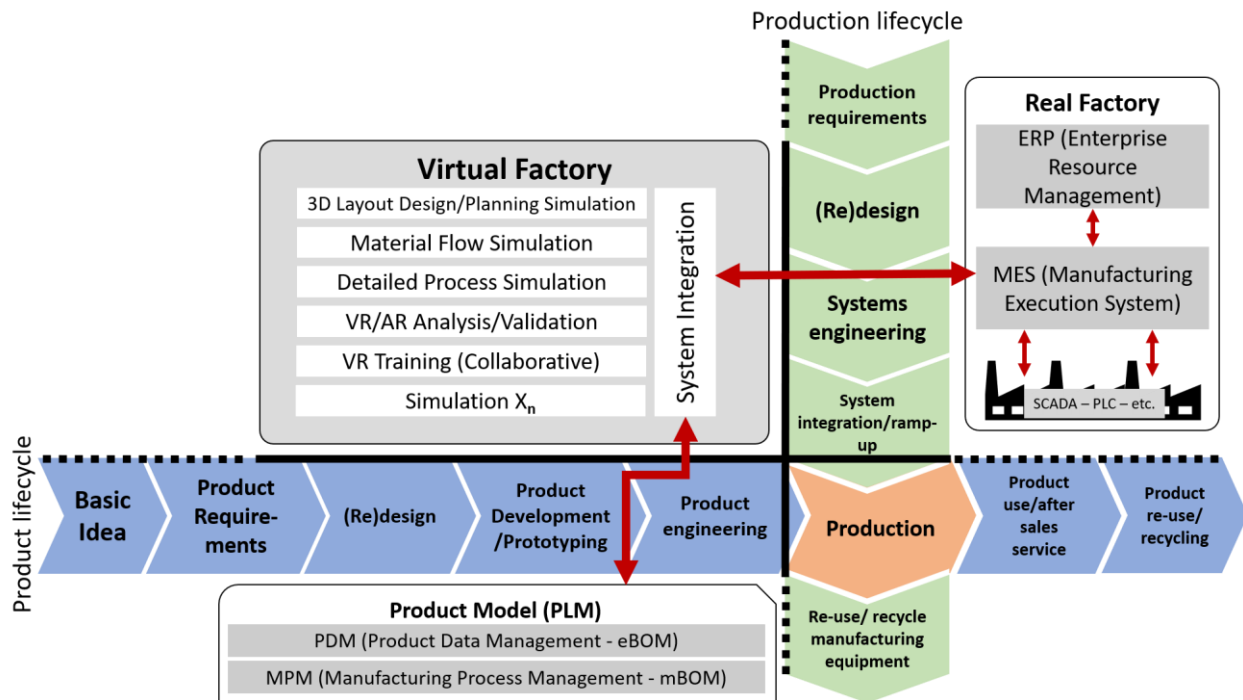 Production lifecycle
Production
requirements
(Re)design
Systems
engineering
System
integration/ramp-
up
Real Factory
ERP (Enterprise
Resource
Management)
MES (Manufacturing
Execution System)
SCADA – PLC – etc.
Virtual Factory
3D Layout Design/Planning Simulation
Material Flow Simulation
Detailed Process Simulation
VR/AR Analysis/Validation
VR Training (Collaborative)
Simulation Xn
System Integration
Product lifecycle
Basic
Idea
Product
Require-
ments
(Re)design
Product
Development
/Prototyping
Product
engineering
Production
Product
use/after
sales
service
Product
re-use/
recycling
Re-use/ recycle
manufacturing
equipment
Product Model (PLM)
PDM (Product Data Management - eBOM)
MPM (Manufacturing Process Management - mBOM)